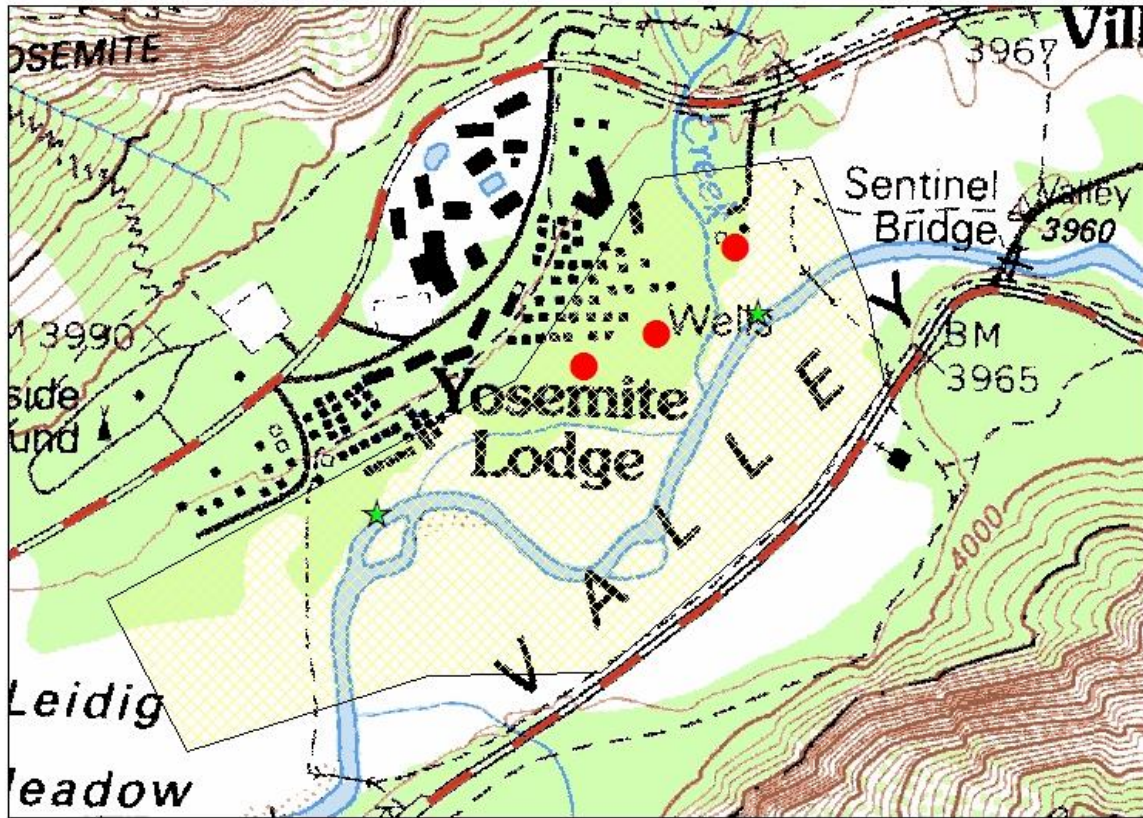 OSEMITE
3967
Vill
Creek
Sentinel
Bridge
Valley
3960
3990
BM
3965
side
und
Wells
Yosemite
Lodge
VALLEY
4000
Leidig
eadow